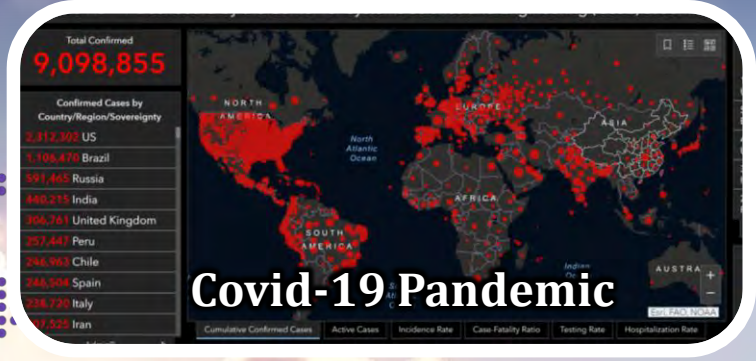 Total Confirmed
9,098,855
Confirmed Cases by
Country/Region/Sovereignty
2,312,302 US
1,106,470 Brazil
591,465 Russia
440,215 India
306,761 United Kingdom
257,447 Peru
246,963 Chile
246,504 Spain
238,720 Italy
Iran
NORTH
AMERICA
North
Atlantic
Ocean
EUROPE
ASIA
AFRICA
SOUTH
AMERICA
Indian
AUSTRA
+
−
Covid-19 Pandemic
Esri, FAO, NOAA
Cumulative Confirmed Cases
Active Cases
Incidence Rate
Case-Fatality Ratio
Testing Rate
Hospitalization Rate